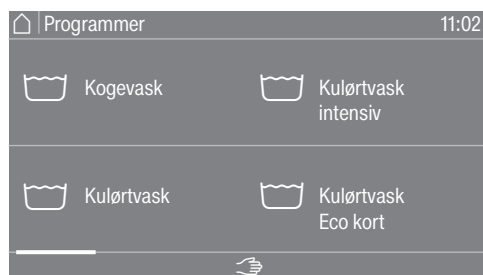 Programmer 11:02
Kogevask
Kulørtvask
intensiv
Kulørtvask
Kulørtvask
Eco kort